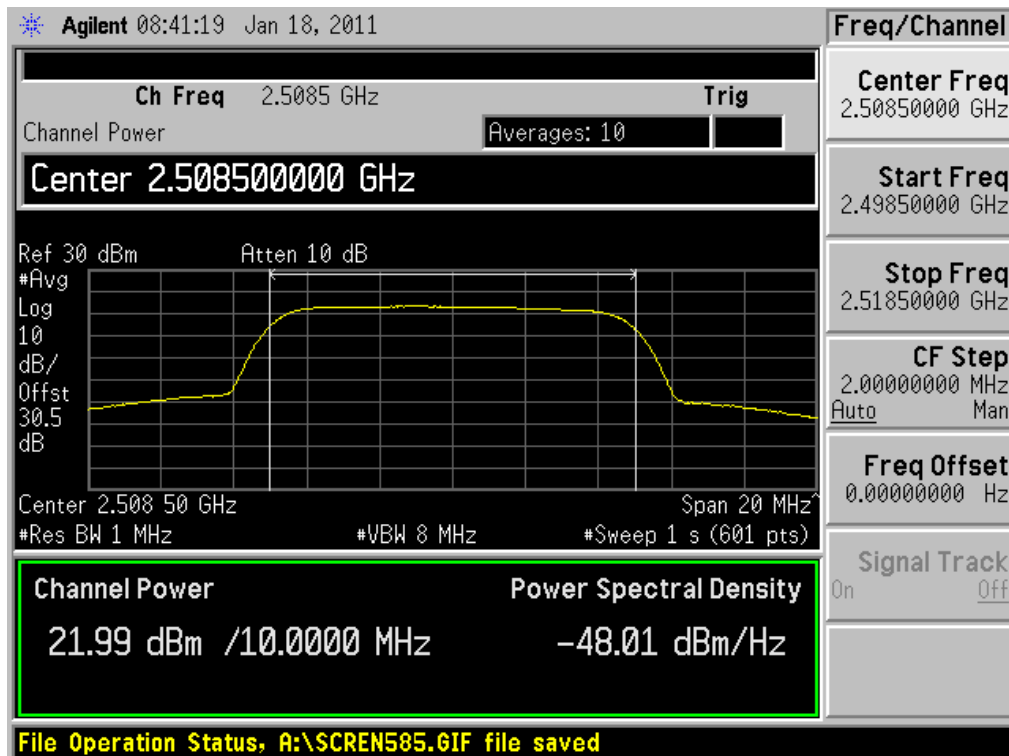 Agilent 08:41:19 Jan 18, 2011
Freq/Channel
Ch Freq 2.5085 GHz Trig
Channel Power Averages: 10
Center 2.508500000 GHz
Ref 30 dBm Atten 10 dB
#Avg
Log
10
dB/
Offst
30.5
dB
Center 2.508 50 GHz Span 20 MHz^
#Res BW 1 MHz #VBW 8 MHz #Sweep 1 s (601 pts)
Channel Power Power Spectral Density
21.99 dBm /10.0000 MHz -48.01 dBm/Hz
Center Freq
2.50850000 GHz
Start Freq
2.49850000 GHz
Stop Freq
2.51850000 GHz
CF Step
2.00000000 MHz
Auto Man
Freq Offset
0.00000000 Hz
Signal Track
On Off
File Operation Status, A:\SCREN585.GIF file saved